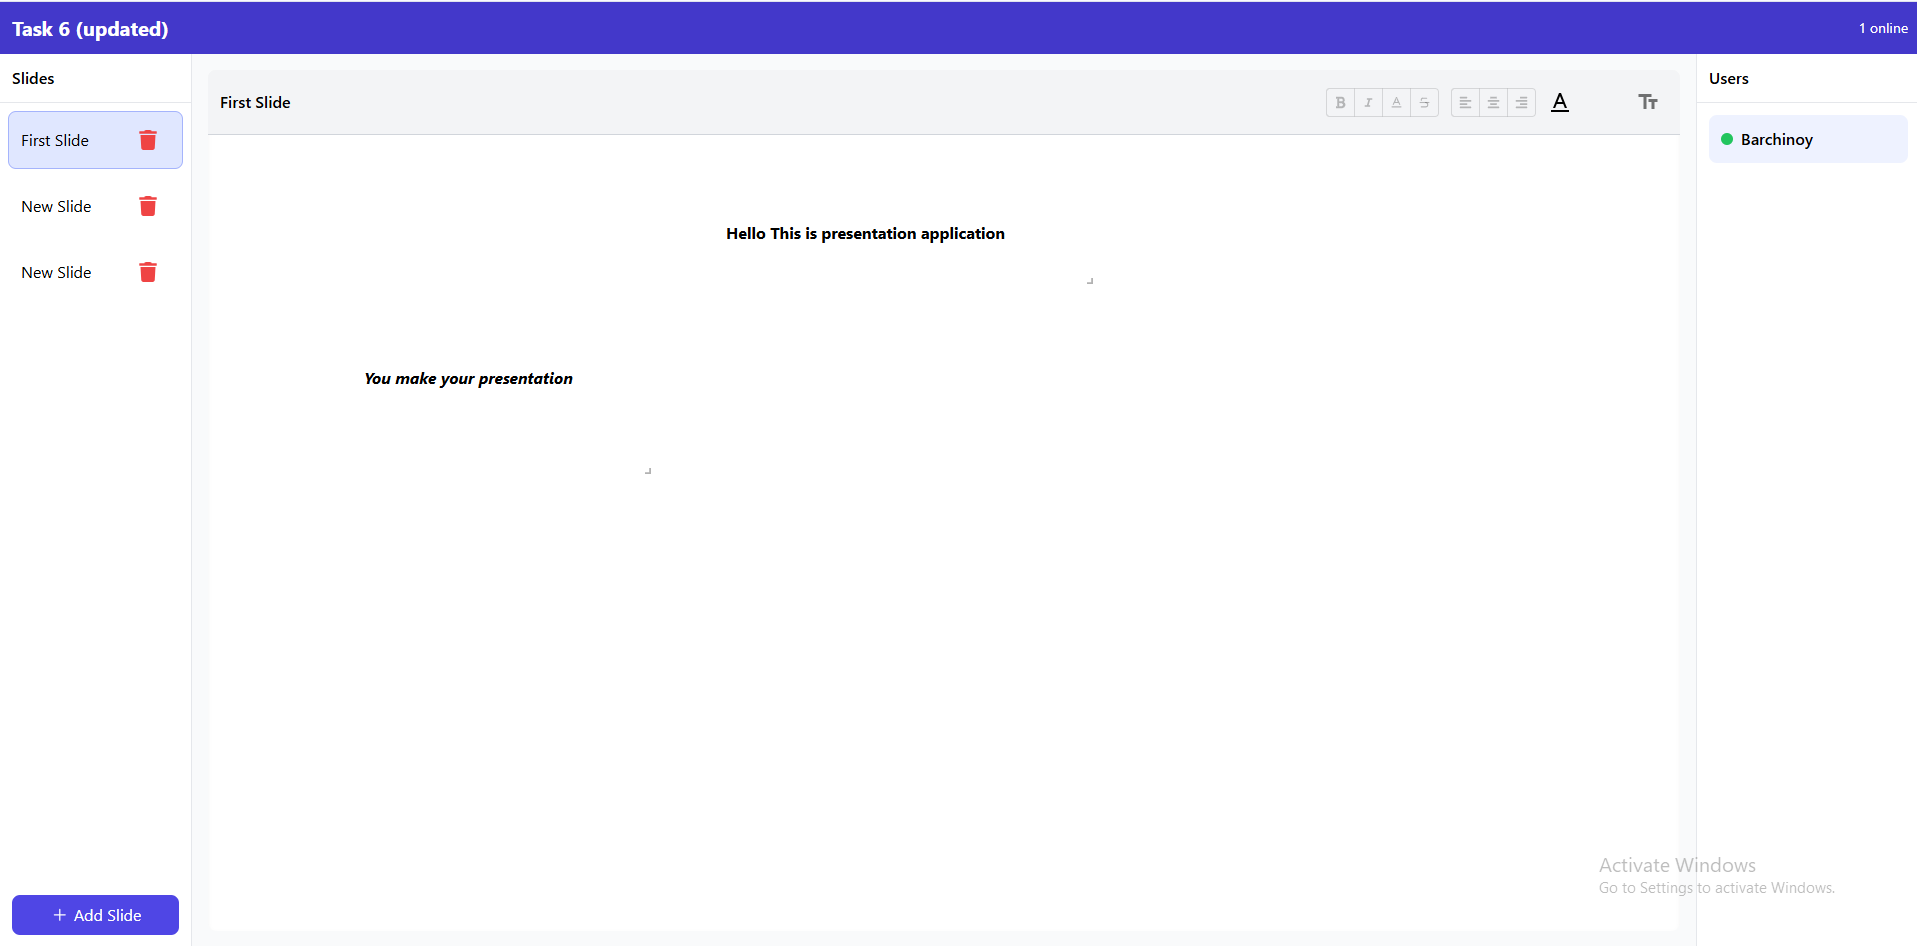 Task 6 (updated)
1 online
Slides
First Slide
New Slide
New Slide
+ Add Slide
First Slide
B I A S
A
Tт
Hello This is presentation application
You make your presentation
Users
Barchinoy
Activate Windows
Go to Settings to activate Windows.